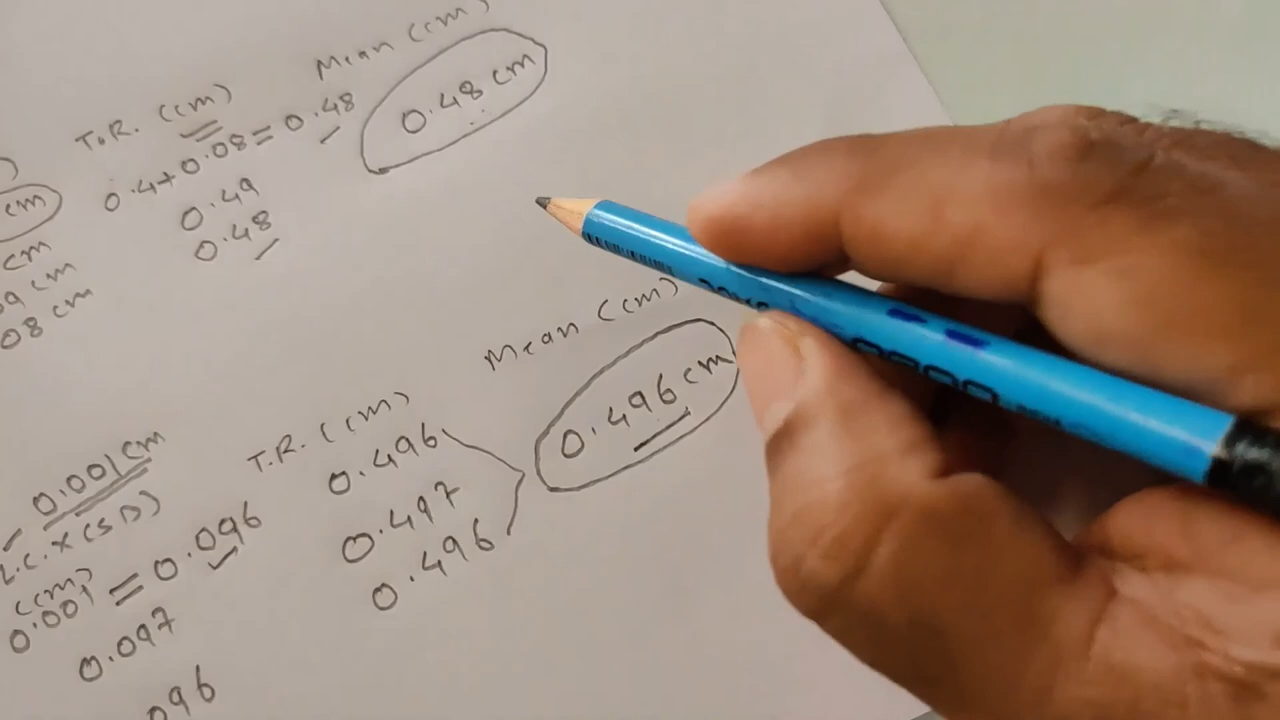 T.R. (cm) Mean (cm)
cm 0.4+0.08=0.48 0.48 cm
cm 0.49
09 cm 0.48
08 cm
Mean (cm)
0.001 cm T.R. (cm)
L.C.×(SD) 0.496 0.496 cm
(cm)
0.001 = 0.096 0.497
0.097 0.496
096